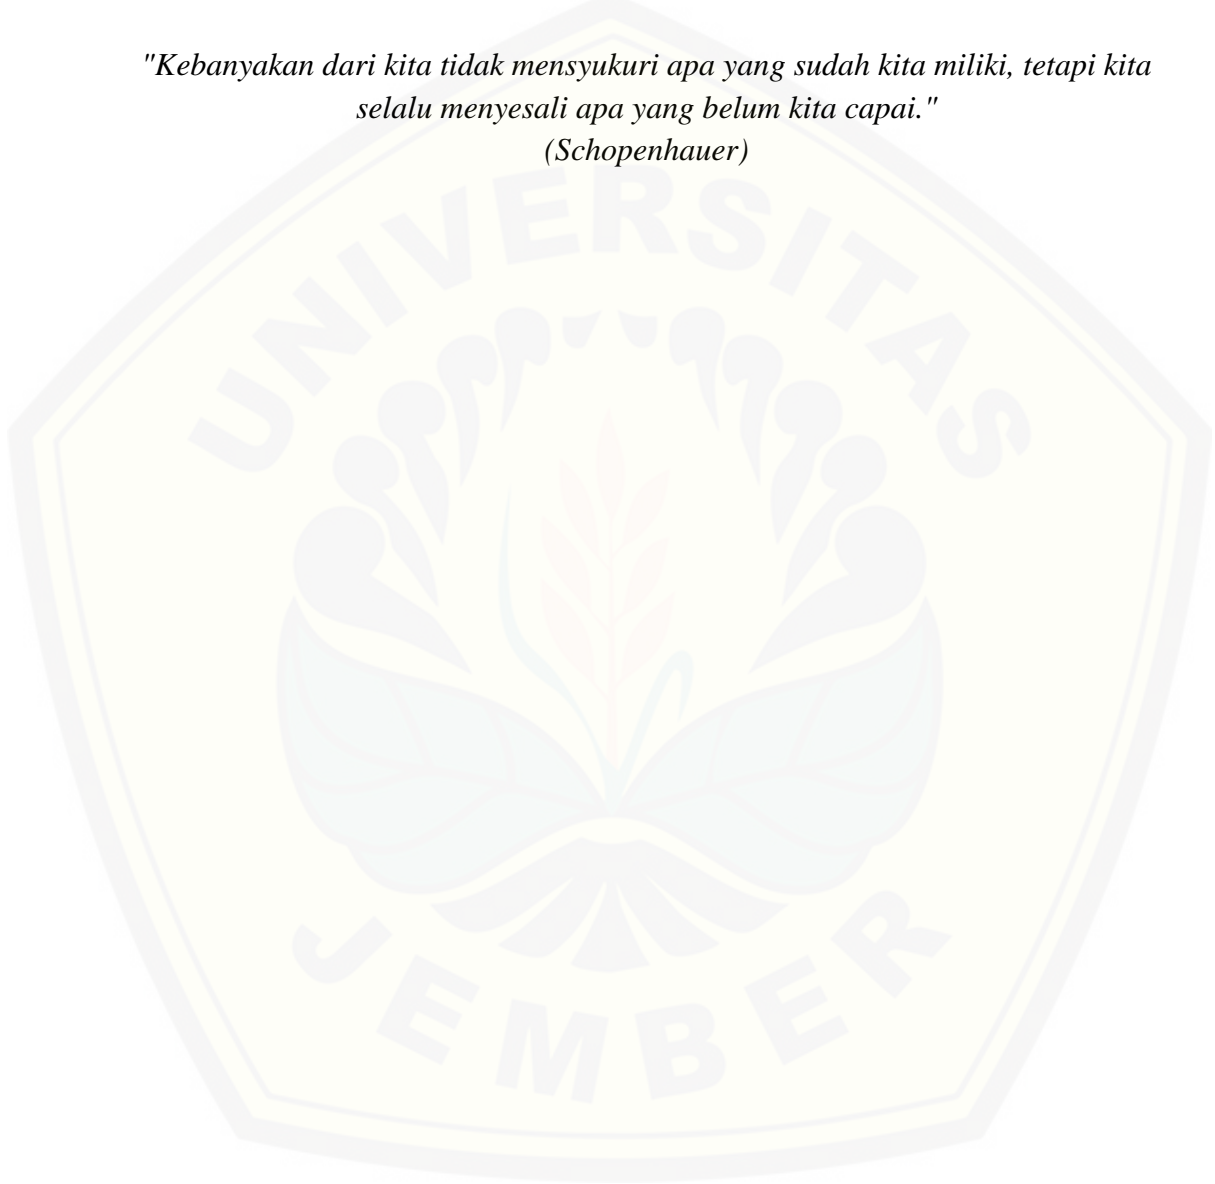 "Kebanyakan dari kita tidak mensyukuri apa yang sudah kita miliki, tetapi kita
selalu menyesali apa yang belum kita capai."
(Schopenhauer)
UNIVERSITAS
JEMBER